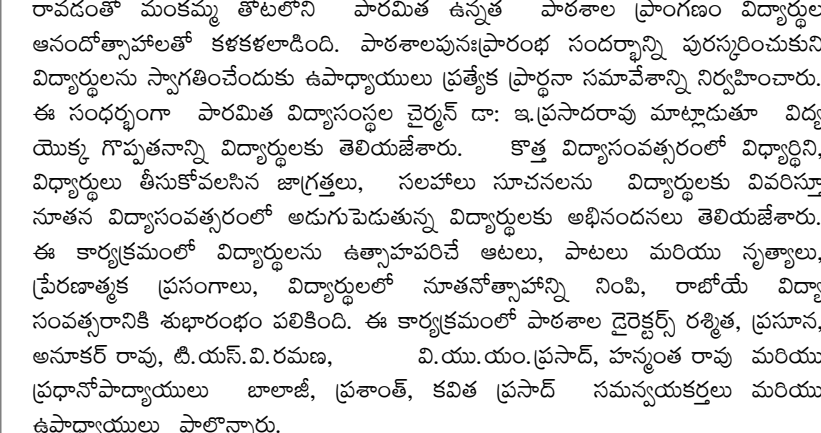 రావడంతో మంకమ్మ తోటలోని పారమిత ఉన్నత పాఠశాల ప్రాంగణం విద్యార్థుల
ఆనందోత్సాహాలతో కళకళలాడింది. పాఠశాలపునఃప్రారంభ సందర్భాన్ని పురస్కరించుకుని
విద్యార్థులను స్వాగతించేందుకు ఉపాధ్యాయులు ప్రత్యేక ప్రార్థనా సమావేశాన్ని నిర్వహించారు.
ఈ సంధర్భంగా పారమిత విద్యాసంస్థల చైర్మన్ డా: ఇ.ప్రసాదరావు మాట్లాడుతూ విద్య
యొక్క గొప్పతనాన్ని విద్యార్థులకు తెలియజేశారు. కొత్త విద్యాసంవత్సరంలో విధ్యార్థిని,
విధ్యార్థులు తీసుకోవలసిన జాగ్రత్తలు, సలహాలు సూచనలను విద్యార్థులకు వివరిస్తూ
నూతన విద్యాసంవత్సరంలో అడుగుపెడుతున్న విద్యార్థులకు అభినందనలు తెలియజేశారు.
ఈ కార్యక్రమంలో విద్యార్థులను ఉత్సాహపరిచే ఆటలు, పాటలు మరియు నృత్యాలు,
ప్రేరణాత్మక ప్రసంగాలు, విద్యార్థులలో నూతనోత్సాహాన్ని నింపి, రాబోయే విద్యా
సంవత్సరానికి శుభారంభం పలికింది. ఈ కార్యక్రమంలో పాఠశాల డైరెక్టర్స్ రశ్మిత, ప్రసూన,
అనూకర్ రావు, టి.యస్.వి.రమణ, వి.యు.యం.ప్రసాద్, హన్మంత రావు మరియు
ప్రధానోపాద్యాయులు బాలాజీ, ప్రశాంత్, కవిత ప్రసాద్ సమన్వయకర్తలు మరియు
ఉపాధ్యాయులు పాల్గొన్నారు.